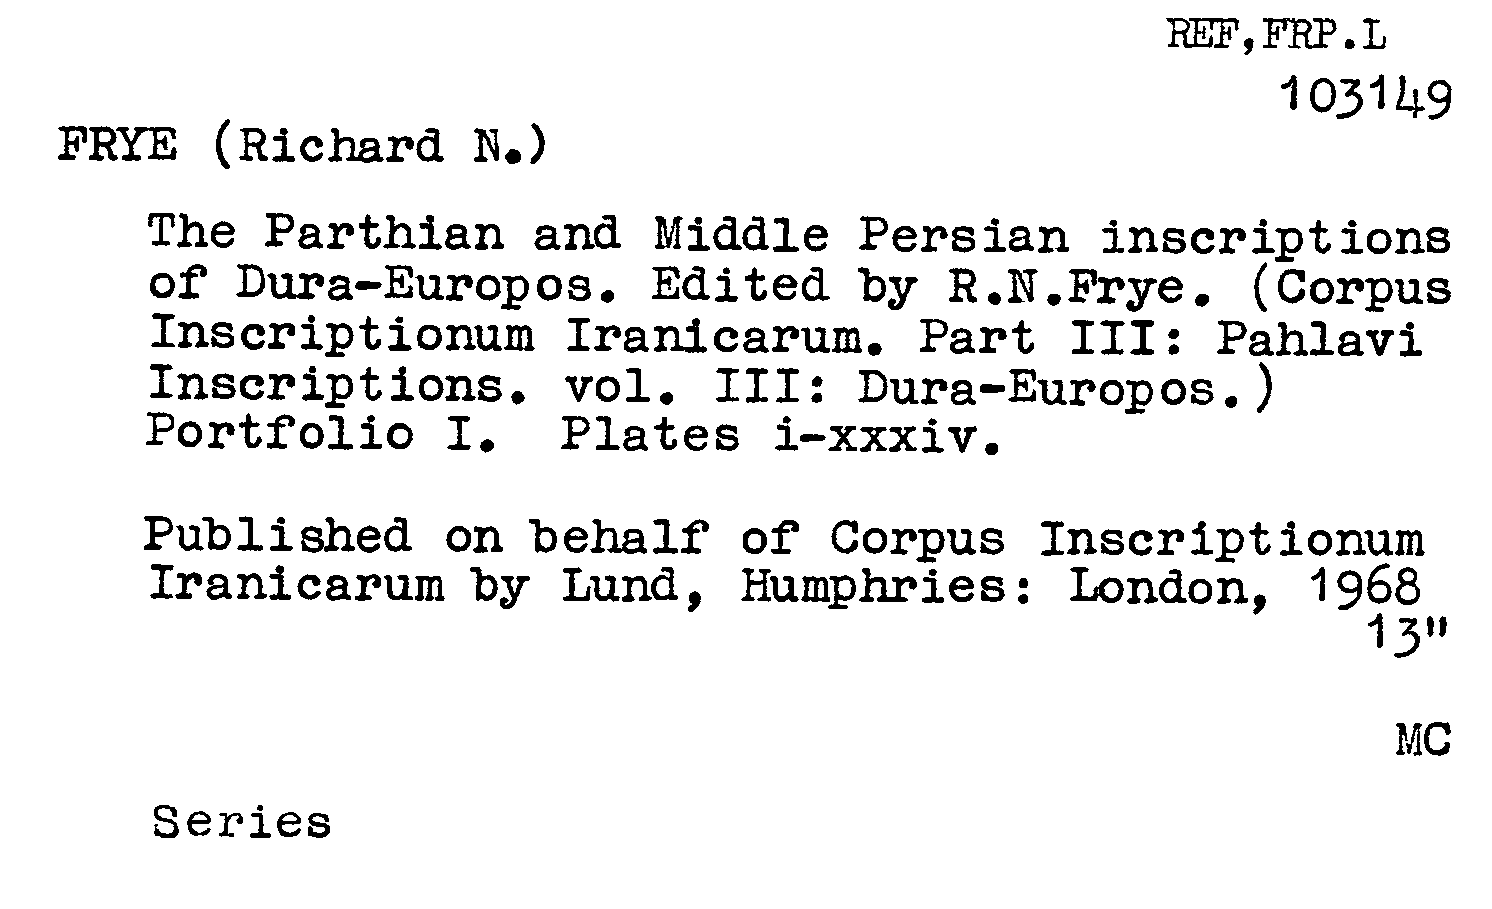 REF,FRP.L
103149
FRYE (Richard N.)
The Parthian and Middle Persian inscriptions
of Dura-Europos. Edited by R.N.Frye. (Corpus
Inscriptionum Iranicarum. Part III: Pahlavi
Inscriptions. vol. III: Dura-Europos.)
Portfolio I. Plates i-xxxiv.
Published on behalf of Corpus Inscriptionum
Iranicarum by Lund, Humphries: London, 1968
13"
MC
Series